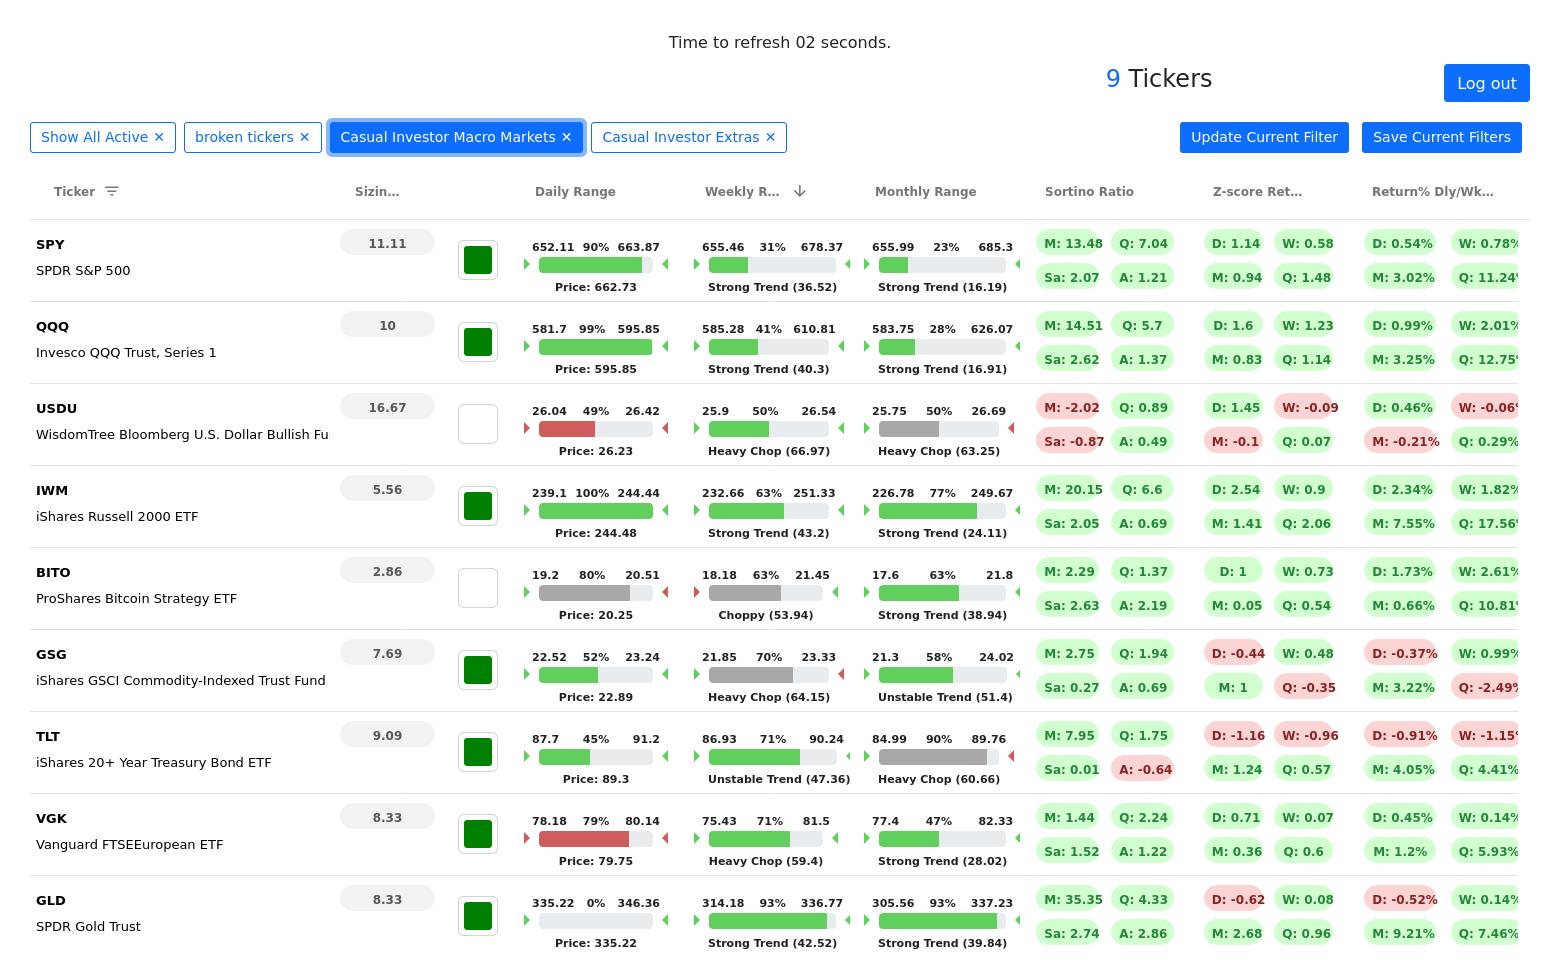 Time to refresh 02 seconds.
9 Tickers
Log out
Show All Active ✕ broken tickers ✕ Casual Investor Macro Markets ✕ Casual Investor Extras ✕ Update Current Filter Save Current Filters
Ticker Sizin... Daily Range Weekly R... Monthly Range Sortino Ratio Z-score Ret... Return% Dly/Wk...
SPY 11.11 652.11 90% 663.87 655.46 31% 678.37 655.99 23% 685.3 M: 13.48 Q: 7.04 D: 1.14 W: 0.58 D: 0.54% W: 0.78%
SPDR S&P 500 Sa: 2.07 A: 1.21 M: 0.94 Q: 1.48 M: 3.02% Q: 11.24%
Price: 662.73 Strong Trend (36.52) Strong Trend (16.19)
QQQ 10 581.7 99% 595.85 585.28 41% 610.81 583.75 28% 626.07 M: 14.51 Q: 5.7 D: 1.6 W: 1.23 D: 0.99% W: 2.01%
Invesco QQQ Trust, Series 1 Sa: 2.62 A: 1.37 M: 0.83 Q: 1.14 M: 3.25% Q: 12.75%
Price: 595.85 Strong Trend (40.3) Strong Trend (16.91)
USDU 16.67 26.04 49% 26.42 25.9 50% 26.54 25.75 50% 26.69 M: -2.02 Q: 0.89 D: 1.45 W: -0.09 D: 0.46% W: -0.06%
WisdomTree Bloomberg U.S. Dollar Bullish Fu Sa: -0.87 A: 0.49 M: -0.1 Q: 0.07 M: -0.21% Q: 0.29%
Price: 26.23 Heavy Chop (66.97) Heavy Chop (63.25)
IWM 5.56 239.1 100% 244.44 232.66 63% 251.33 226.78 77% 249.67 M: 20.15 Q: 6.6 D: 2.54 W: 0.9 D: 2.34% W: 1.82%
iShares Russell 2000 ETF Sa: 2.05 A: 0.69 M: 1.41 Q: 2.06 M: 7.55% Q: 17.56%
Price: 244.48 Strong Trend (43.2) Strong Trend (24.11)
BITO 2.86 19.2 80% 20.51 18.18 63% 21.45 17.6 63% 21.8 M: 2.29 Q: 1.37 D: 1 W: 0.73 D: 1.73% W: 2.61%
ProShares Bitcoin Strategy ETF Sa: 2.63 A: 2.19 M: 0.05 Q: 0.54 M: 0.66% Q: 10.81%
Price: 20.25 Choppy (53.94) Strong Trend (38.94)
GSG 7.69 22.52 52% 23.24 21.85 70% 23.33 21.3 58% 24.02 M: 2.75 Q: 1.94 D: -0.44 W: 0.48 D: -0.37% W: 0.99%
iShares GSCI Commodity-Indexed Trust Fund Sa: 0.27 A: 0.69 M: 1 Q: -0.35 M: 3.22% Q: -2.49%
Price: 22.89 Heavy Chop (64.15) Unstable Trend (51.4)
TLT 9.09 87.7 45% 91.2 86.93 71% 90.24 84.99 90% 89.76 M: 7.95 Q: 1.75 D: -1.16 W: -0.96 D: -0.91% W: -1.15%
iShares 20+ Year Treasury Bond ETF Sa: 0.01 A: -0.64 M: 1.24 Q: 0.57 M: 4.05% Q: 4.41%
Price: 89.3 Unstable Trend (47.36) Heavy Chop (60.66)
VGK 8.33 78.18 79% 80.14 75.43 71% 81.5 77.4 47% 82.33 M: 1.44 Q: 2.24 D: 0.71 W: 0.07 D: 0.45% W: 0.14%
Vanguard FTSEEuropean ETF Sa: 1.52 A: 1.22 M: 0.36 Q: 0.6 M: 1.2% Q: 5.93%
Price: 79.75 Heavy Chop (59.4) Strong Trend (28.02)
GLD 8.33 335.22 0% 346.36 314.18 93% 336.77 305.56 93% 337.23 M: 35.35 Q: 4.33 D: -0.62 W: 0.08 D: -0.52% W: 0.14%
SPDR Gold Trust Sa: 2.74 A: 2.86 M: 2.68 Q: 0.96 M: 9.21% Q: 7.46%
Price: 335.22 Strong Trend (42.52) Strong Trend (39.84)